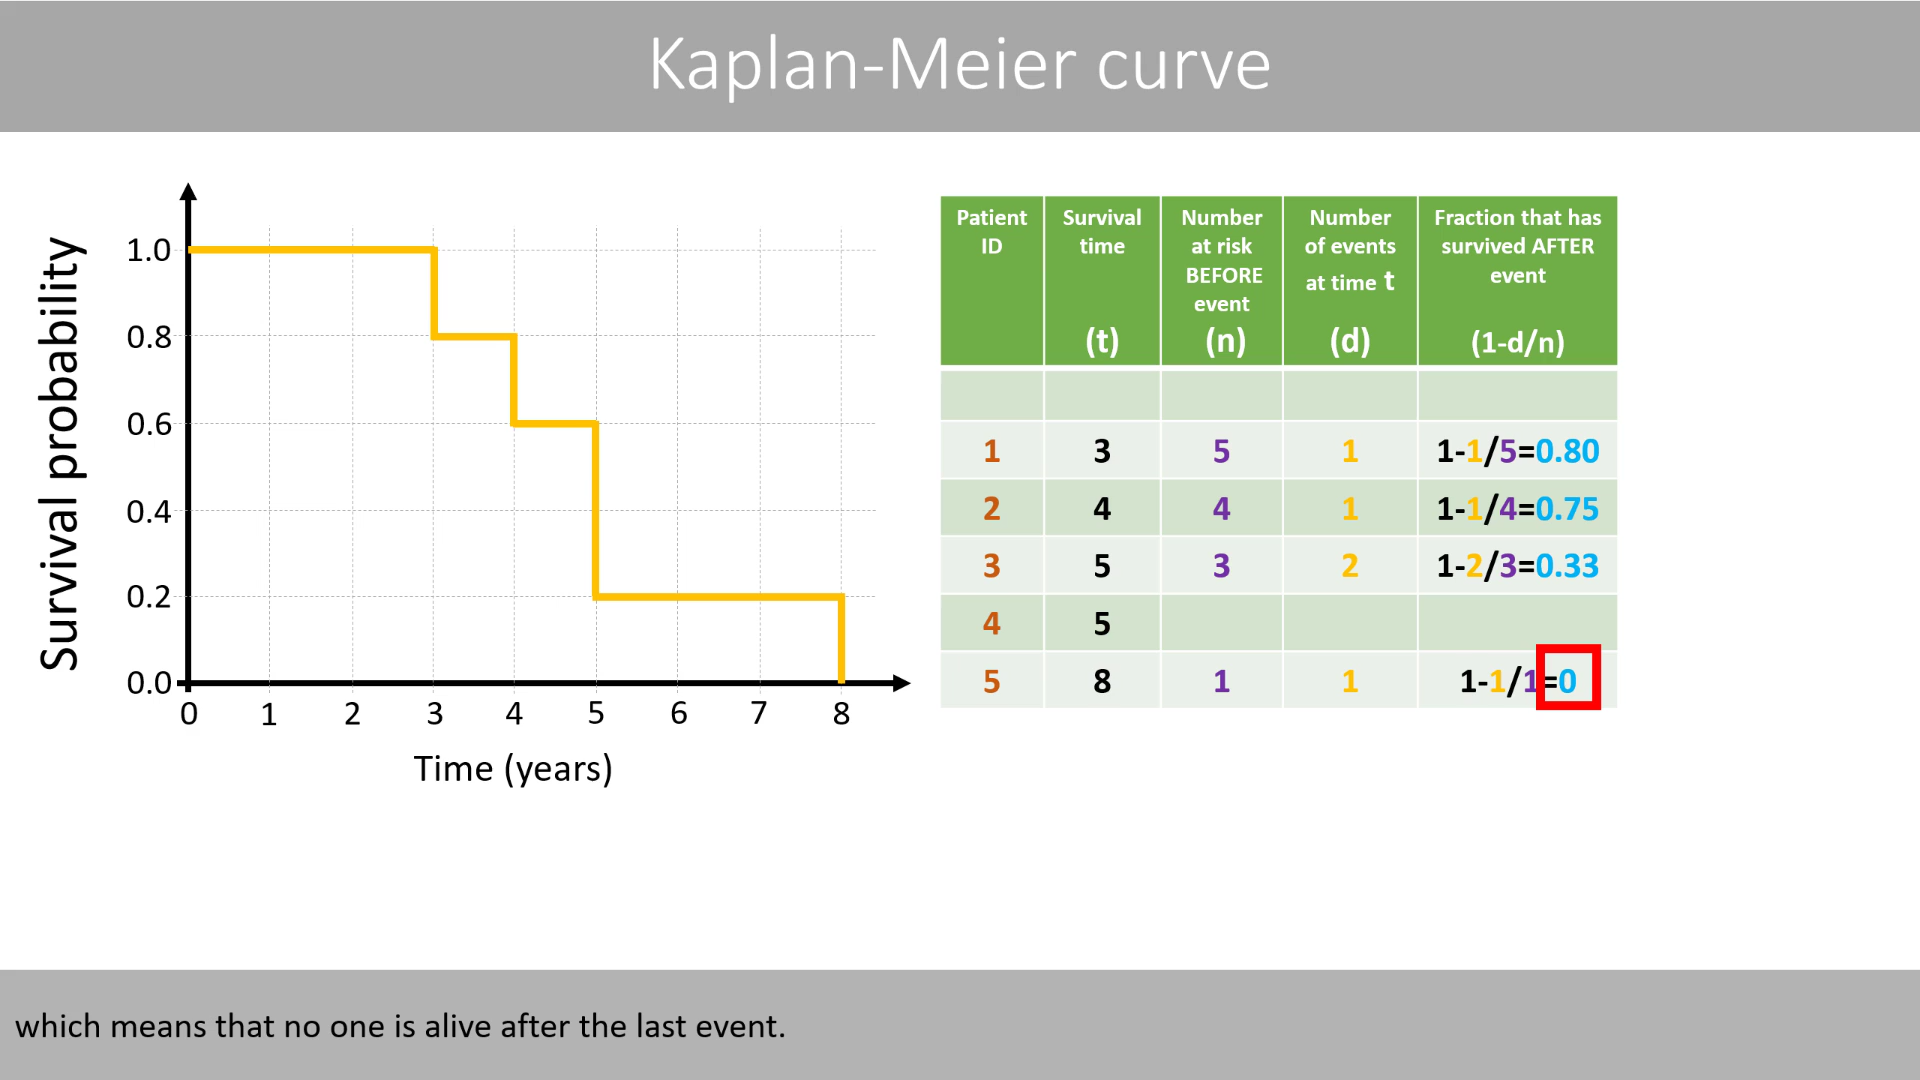 Kaplan-Meier curve
Survival probability
1.0
0.8
0.6
0.4
0.2
0.0
0 1 2 3 4 5 6 7 8
Time (years)
Patient ID
Survival time (t)
Number at risk BEFORE event (n)
Number of events at time t (d)
Fraction that has survived AFTER event (1-d/n)
1 3 5 1 1-1/5=0.80
2 4 4 1 1-1/4=0.75
3 5 3 2 1-2/3=0.33
4 5
5 8 1 1 1-1/1=0
which means that no one is alive after the last event.